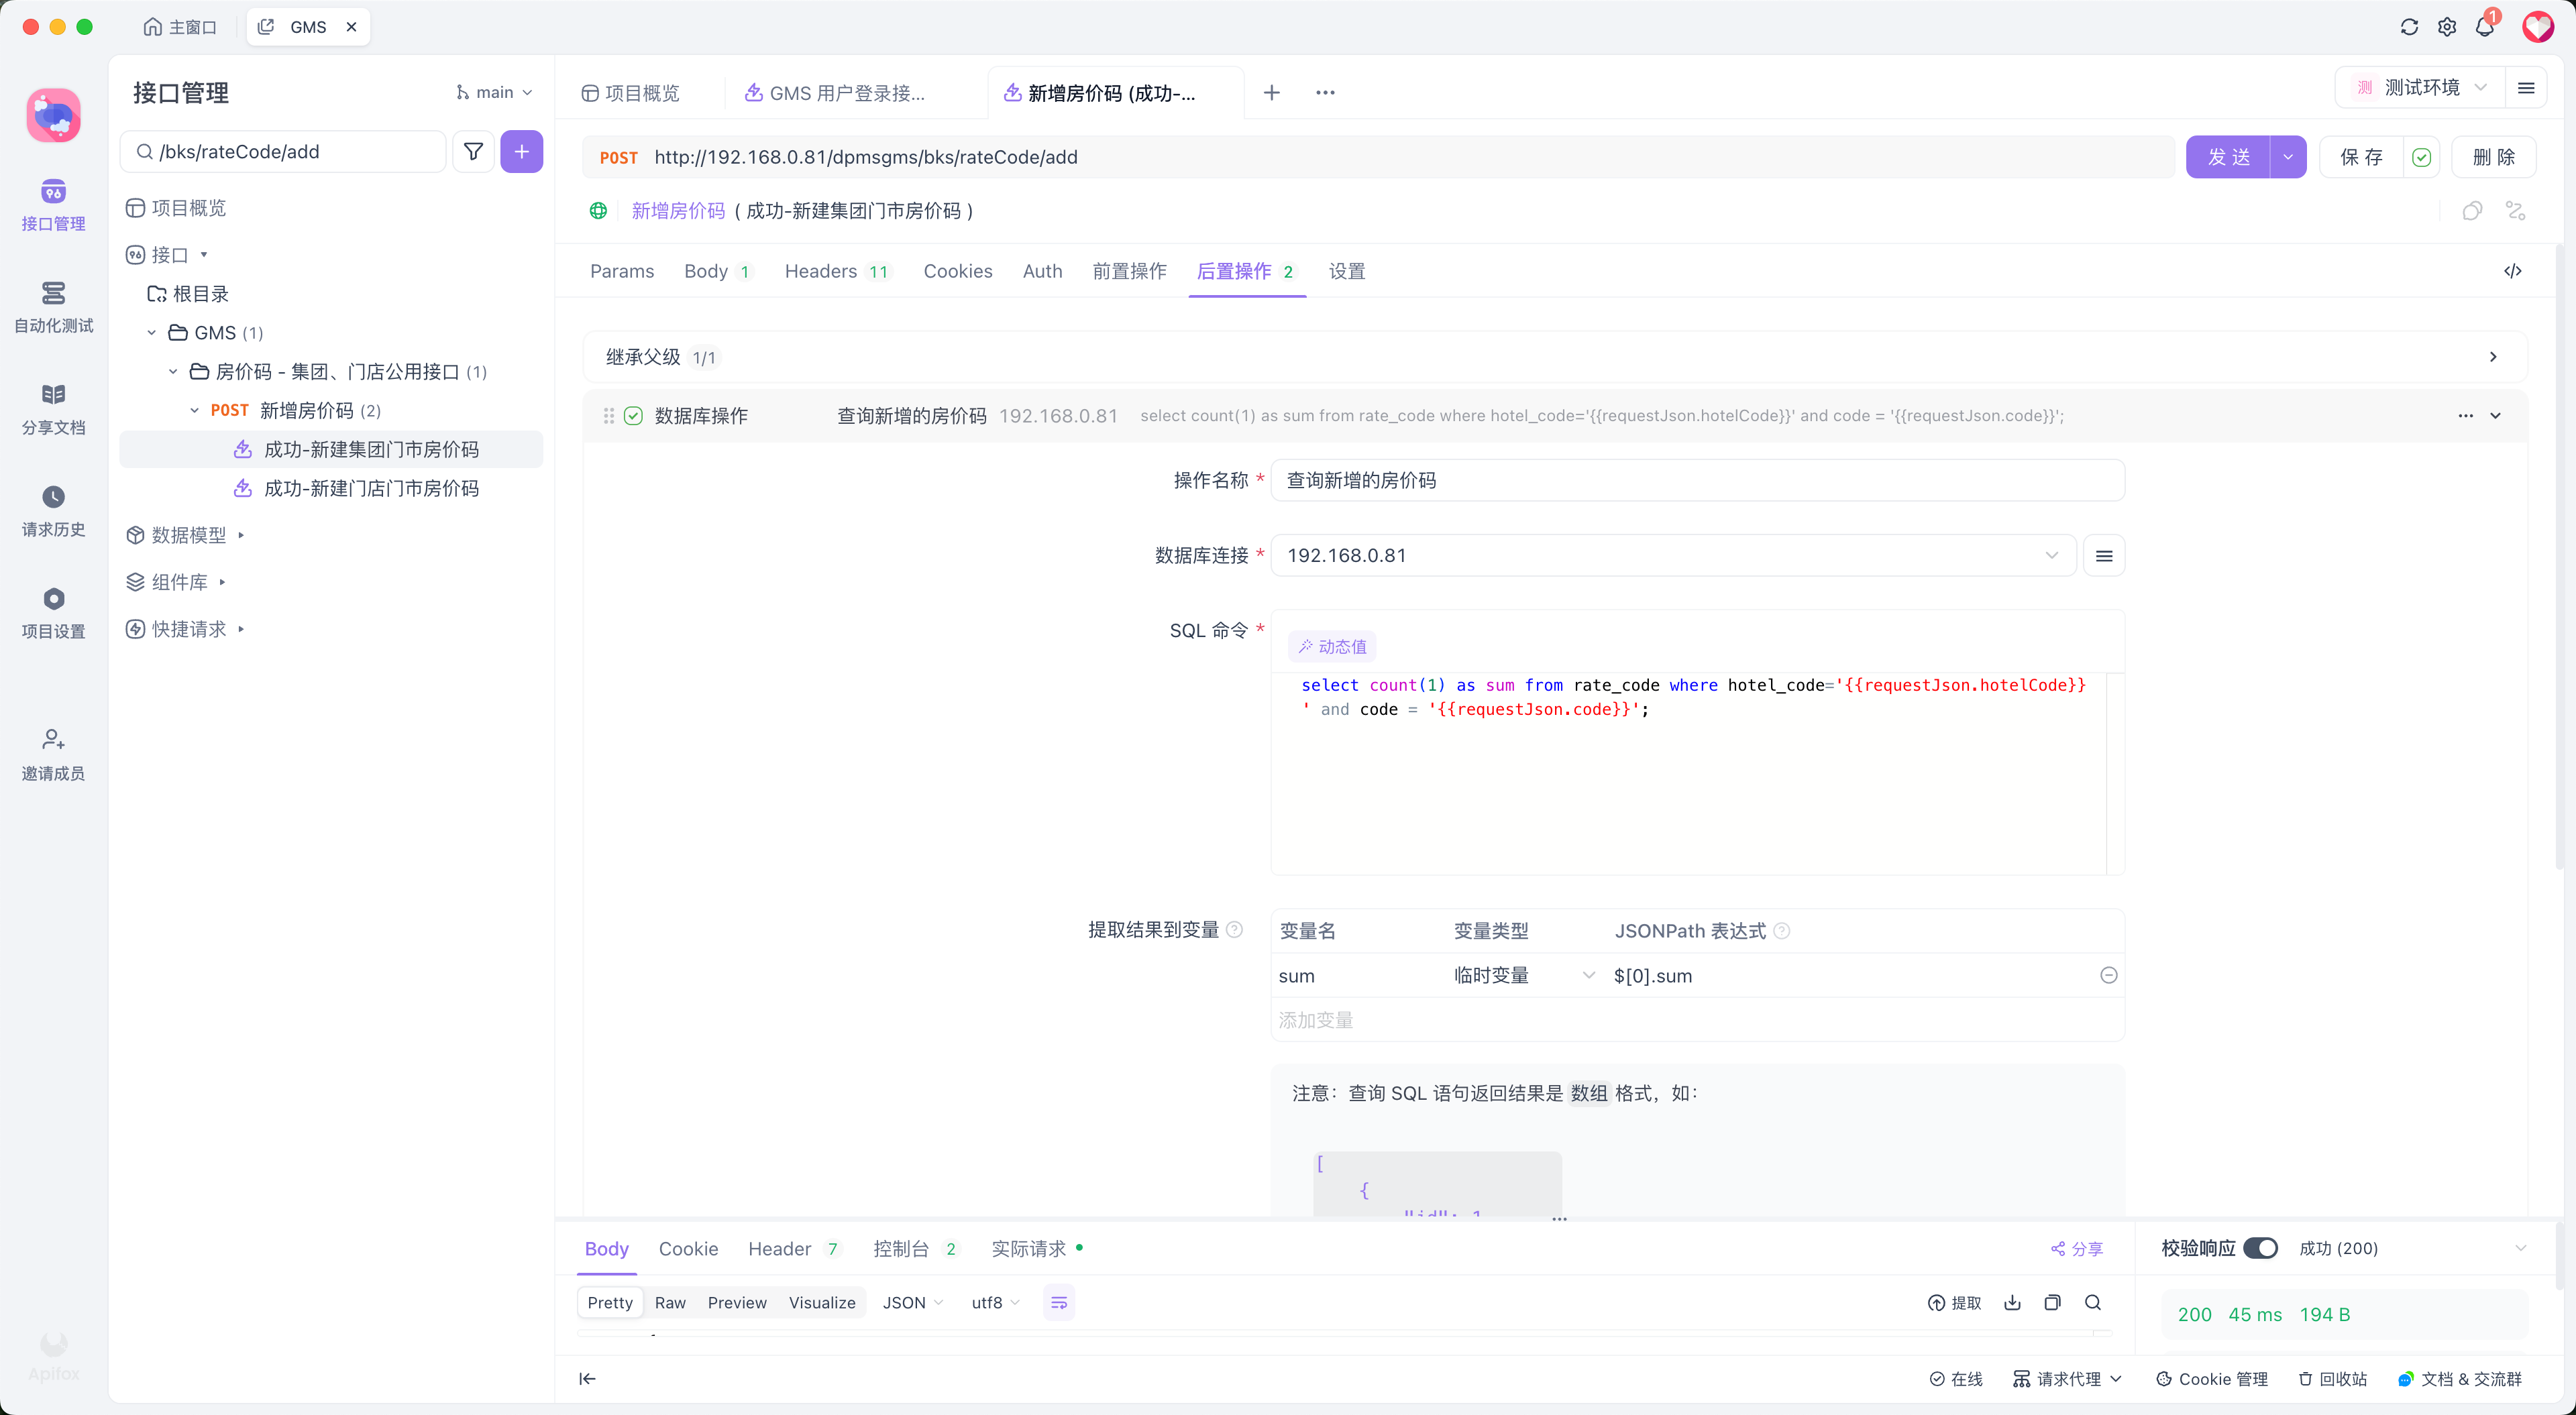 主窗口
GMS
1
接口管理
main
项目概览
GMS 用户登录接...
新增房价码 (成功-...
测 测试环境
/bks/rateCode/add
POST http://192.168.0.81/dpmsgms/bks/rateCode/add
发 送
保 存
删 除
新增房价码 ( 成功-新建集团门市房价码 )
接口管理
自动化测试
分享文档
请求历史
项目设置
邀请成员
Apifox
项目概览
接口
根目录
GMS (1)
房价码 - 集团、门店公用接口 (1)
POST 新增房价码 (2)
成功-新建集团门市房价码
成功-新建门店门市房价码
数据模型
组件库
快捷请求
Params Body 1 Headers 11 Cookies Auth 前置操作 后置操作 2 设置
继承父级 1/1
数据库操作 查询新增的房价码 192.168.0.81 select count(1) as sum from rate_code where hotel_code='{{requestJson.hotelCode}}' and code = '{{requestJson.code}}';
操作名称 * 查询新增的房价码
数据库连接 * 192.168.0.81
SQL 命令 *
动态值
select count(1) as sum from rate_code where hotel_code='{{requestJson.hotelCode}}
' and code = '{{requestJson.code}}';
提取结果到变量
变量名 变量类型 JSONPath 表达式
sum 临时变量 $[0].sum
添加变量
注意：查询 SQL 语句返回结果是 数组 格式，如：
[
{
"id": 1
Body Cookie Header 7 控制台 2 实际请求
分享
校验响应 成功 (200)
Pretty Raw Preview Visualize JSON utf8
提取
200 45 ms 194 B
在线 请求代理 Cookie 管理 回收站 文档 & 交流群